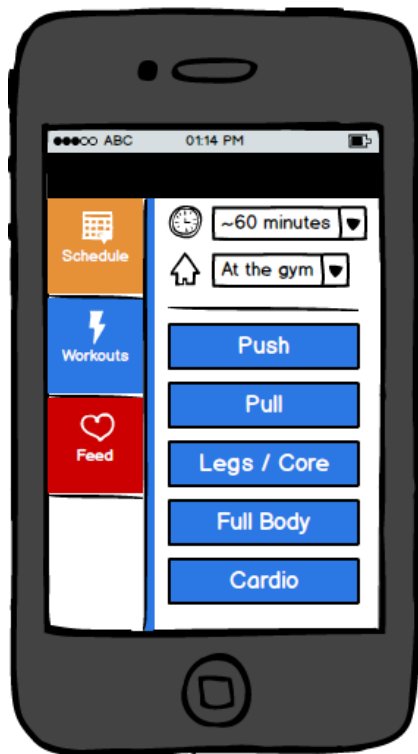 ABC 01:14 PM
~60 minutes
At the gym
Schedule
Workouts
Feed
Push
Pull
Legs / Core
Full Body
Cardio